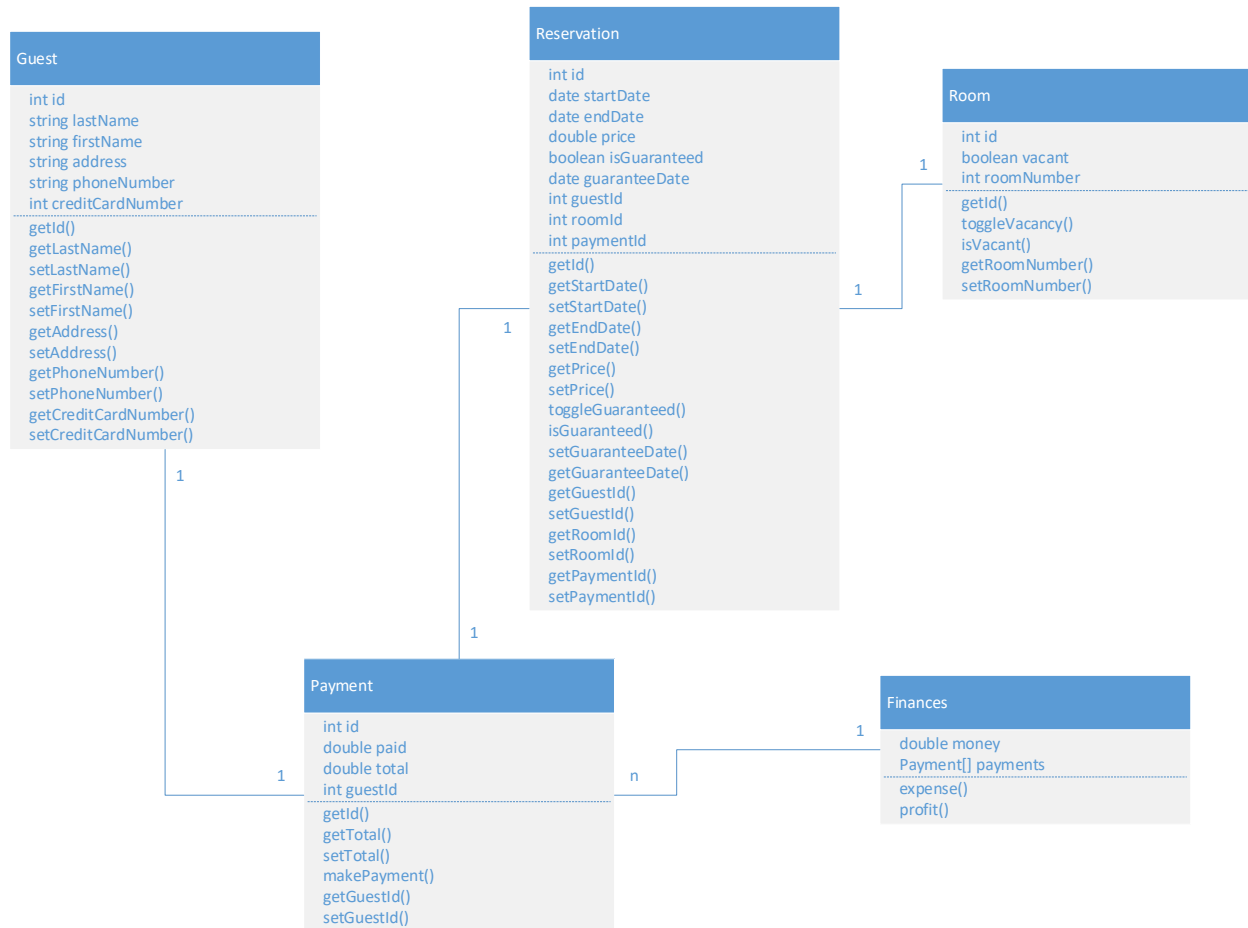 Guest
int id
string lastName
string firstName
string address
string phoneNumber
int creditCardNumber
getId()
getLastName()
setLastName()
getFirstName()
setFirstName()
getAddress()
setAddress()
getPhoneNumber()
setPhoneNumber()
getCreditCardNumber()
setCreditCardNumber()
1
Reservation
int id
date startDate
date endDate
double price
boolean isGuaranteed
date guaranteeDate
int guestId
int roomId
int paymentId
getId()
getStartDate()
setStartDate()
getEndDate()
setEndDate()
getPrice()
setPrice()
toggleGuaranteed()
isGuaranteed()
setGuaranteeDate()
getGuaranteeDate()
getGuestId()
setGuestId()
getRoomId()
setRoomId()
getPaymentId()
setPaymentId()
1
1
1
Room
int id
boolean vacant
int roomNumber
getId()
toggleVacancy()
isVacant()
getRoomNumber()
setRoomNumber()
1
1
Payment
int id
double paid
double total
int guestId
getId()
getTotal()
setTotal()
makePayment()
getGuestId()
setGuestId()
n
1
Finances
double money
Payment[] payments
expense()
profit()